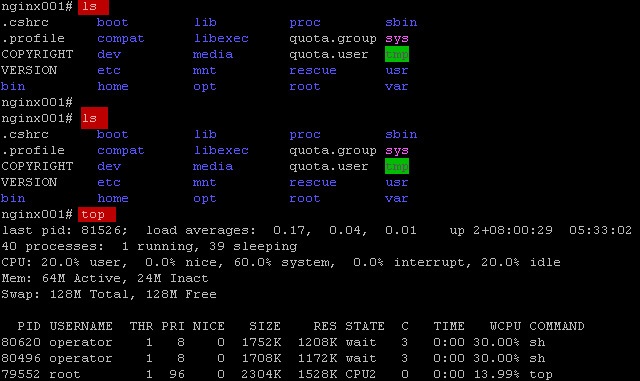 nginx001# ls
.cshrc boot lib proc sbin
.profile compat libexec quota.group sys
COPYRIGHT dev media quota.user tmp
VERSION etc mnt rescue usr
bin home opt root var
nginx001#
nginx001# ls
.cshrc boot lib proc sbin
.profile compat libexec quota.group sys
COPYRIGHT dev media quota.user tmp
VERSION etc mnt rescue usr
bin home opt root var
nginx001# top
last pid: 81526; load averages: 0.17, 0.04, 0.01 up 2+08:00:29 05:33:02
40 processes: 1 running, 39 sleeping
CPU: 20.0% user, 0.0% nice, 60.0% system, 0.0% interrupt, 20.0% idle
Mem: 64M Active, 24M Inact
Swap: 128M Total, 128M Free
PID USERNAME THR PRI NICE SIZE RES STATE C TIME WCPU COMMAND
80620 operator 1 8 0 1752K 1208K wait 3 0:00 30.00% sh
80496 operator 1 8 0 1708K 1172K wait 3 0:00 30.00% sh
79552 root 1 96 0 2304K 1528K CPU2 0 0:00 13.99% top